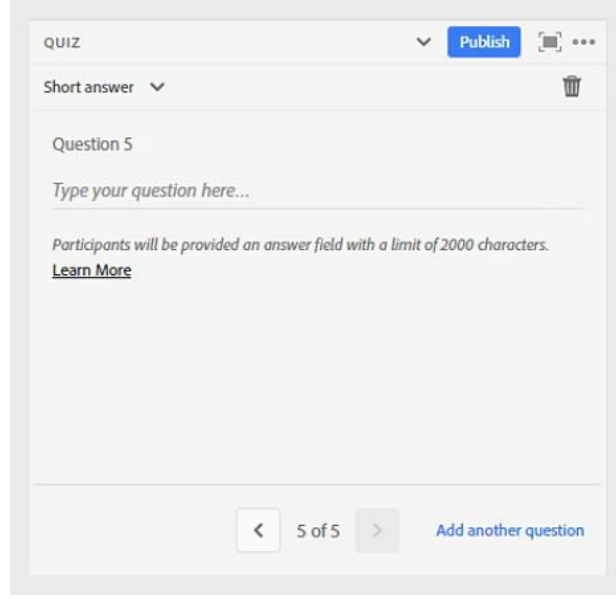 QUIZ Publish
Short answer
Question 5
Type your question here...
Participants will be provided an answer field with a limit of 2000 characters.
Learn More
5 of 5 Add another question